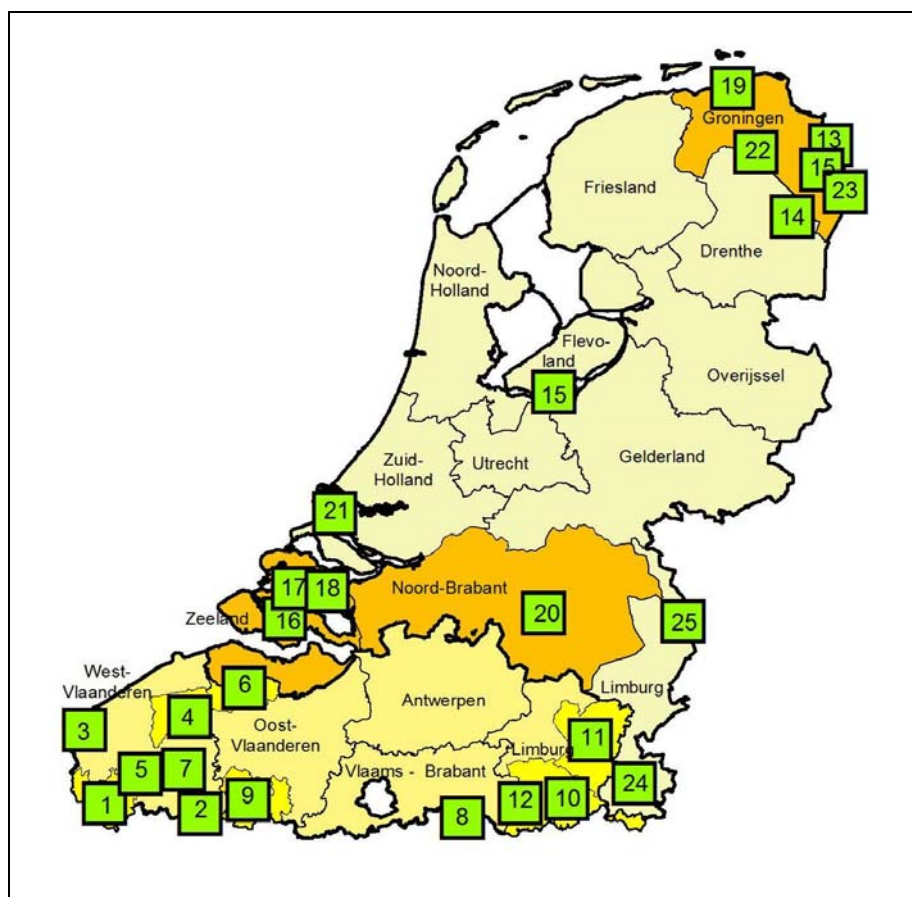 19
Groningen
13
22
15
Friesland
23
14
Drenthe
Noord-
Holland
Flevo-
land
Overijssel
15
Zuid-
Holland
Utrecht
Gelderland
21
17
18
Noord-Brabant
Zeeland
16
20
25
West-
Vlaanderen
6
Antwerpen
Limburg
4
3
Oost-
Vlaanderen
11
Limburg
5
7
Vlaams - Brabant
24
1
2
9
8
12
10